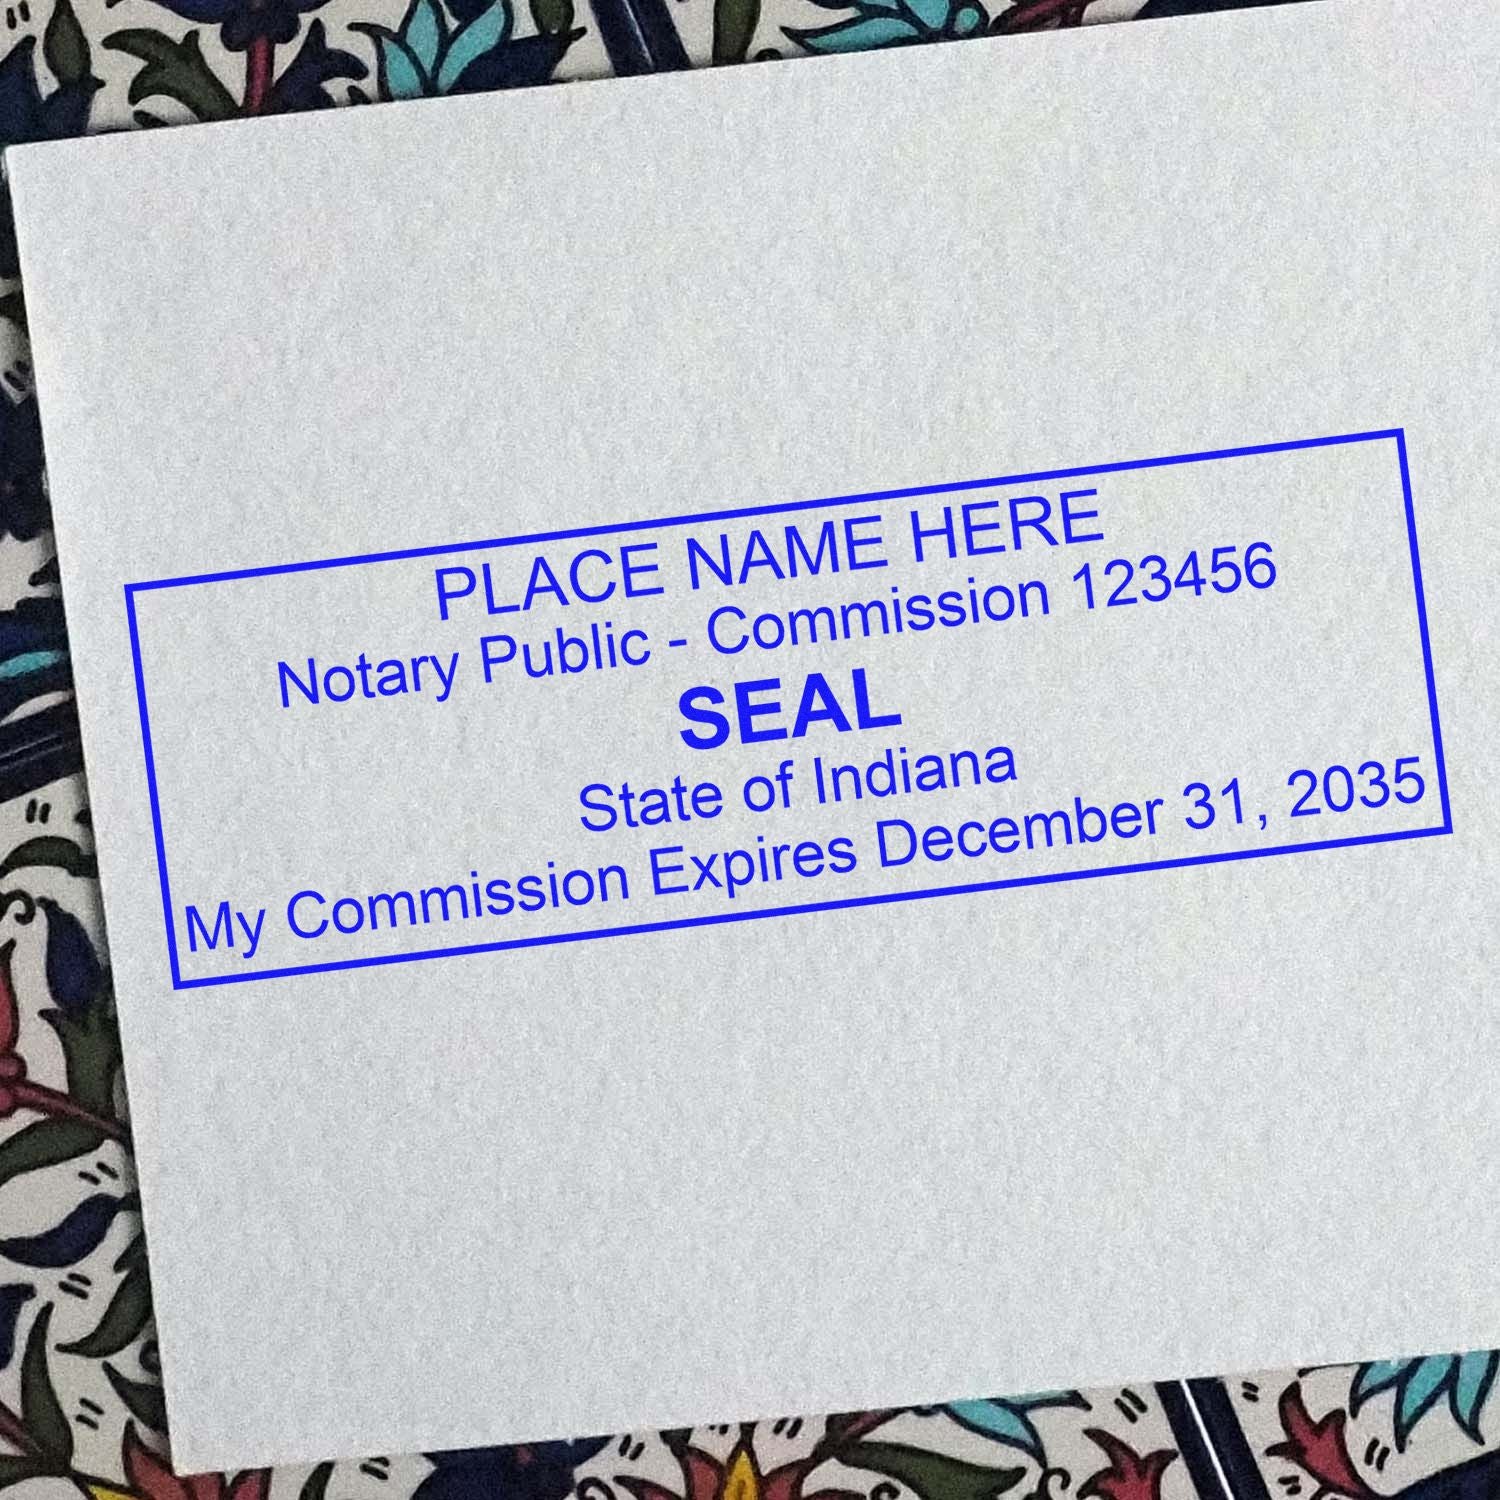 PLACE NAME HERE
Notary Public - Commission 123456
SEAL
State of Indiana
My Commission Expires December 31, 2035